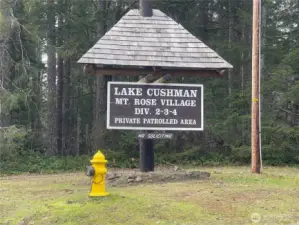 LAKE CUSHMAN
MT. ROSE VILLAGE
DIV. 2-3-4
PRIVATE PATROLLED AREA
NO SOLICITING